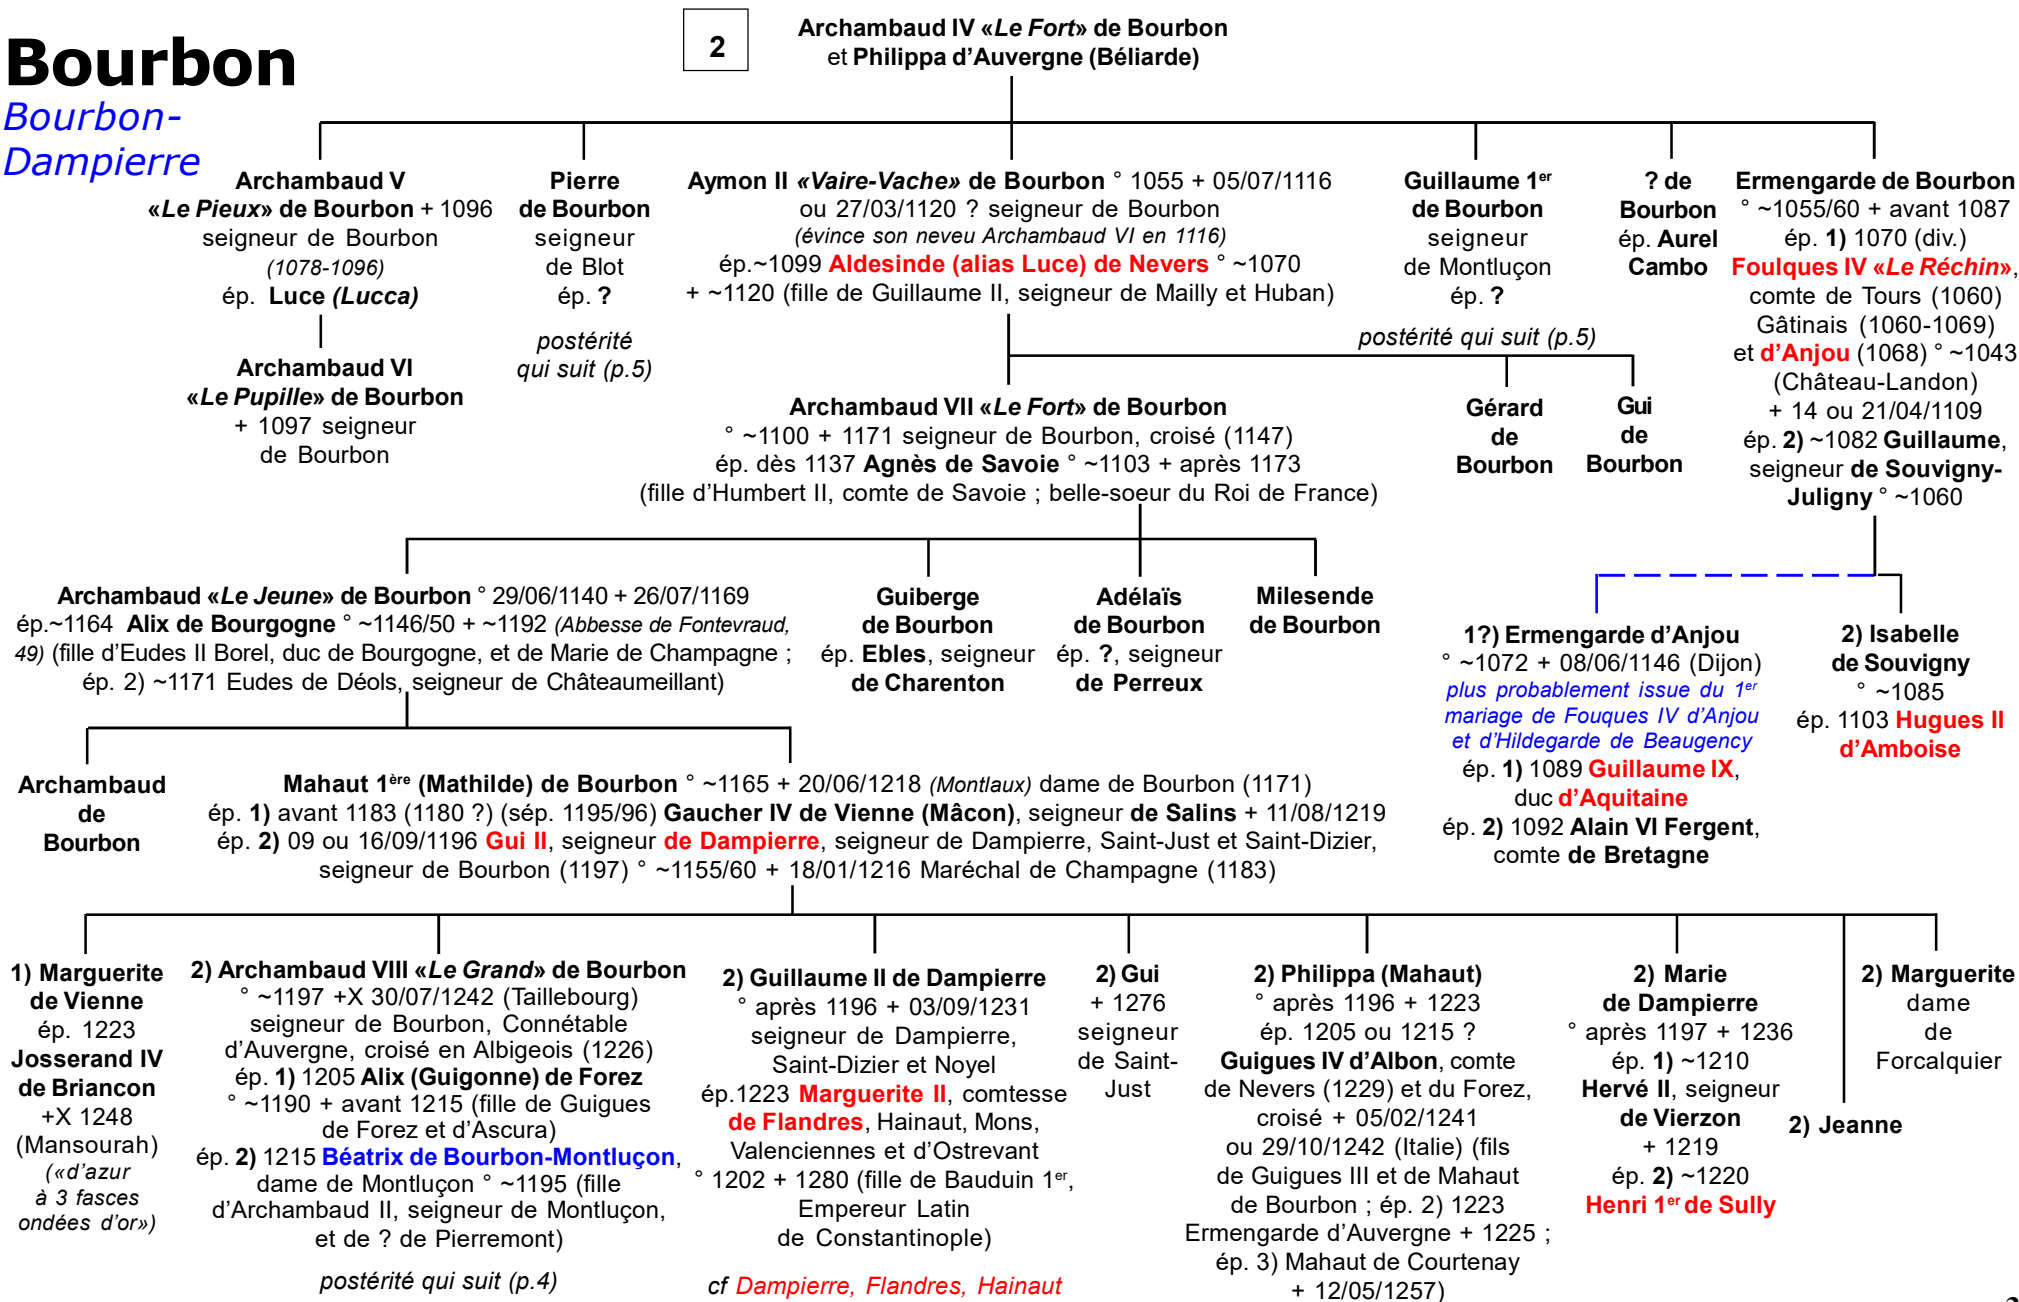 Bourbon
Bourbon-
Dampierre
2
Archambaud IV «Le Fort» de Bourbon
et Philippa d'Auvergne (Béliarde)
Archambaud V
«Le Pieux» de Bourbon + 1096
seigneur de Bourbon
(1078-1096)
ép. Luce (Lucca)
Archambaud VI
«Le Pupille» de Bourbon
+ 1097 seigneur
de Bourbon
Pierre
de Bourbon
seigneur
de Blot
ép. ?
postérité
qui suit (p.5)
Aymon II «Vaire-Vache» de Bourbon ° 1055 + 05/07/1116
ou 27/03/1120 ? seigneur de Bourbon
(évince son neveu Archambaud VI en 1116)
ép.~1099 Aldesinde (alias Luce) de Nevers ° ~1070
+ ~1120 (fille de Guillaume II, seigneur de Mailly et Huban)
Guillaume 1er
de Bourbon
seigneur
de Montluçon
ép. ?
postérité qui suit (p.5)
? de
Bourbon
ép. Aurel
Cambo
Ermengarde de Bourbon
° ~1055/60 + avant 1087
ép. 1) 1070 (div.)
Foulques IV «Le Réchin»,
comte de Tours (1060)
Gâtinais (1060-1069)
et d'Anjou (1068) ° ~1043
(Château-Landon)
+ 14 ou 21/04/1109
ép. 2) ~1082 Guillaume,
seigneur de Souvigny-
Juligny ° ~1060
Archambaud VII «Le Fort» de Bourbon
° ~1100 + 1171 seigneur de Bourbon, croisé (1147)
ép. dès 1137 Agnès de Savoie ° ~1103 + après 1173
(fille d'Humbert II, comte de Savoie ; belle-soeur du Roi de France)
Gérard
de
Bourbon
Gui
de
Bourbon
Archambaud «Le Jeune» de Bourbon ° 29/06/1140 + 26/07/1169
ép.~1164 Alix de Bourgogne ° ~1146/50 + ~1192 (Abbesse de Fontevraud,
49) (fille d'Eudes II Borel, duc de Bourgogne, et de Marie de Champagne ;
ép. 2) ~1171 Eudes de Déols, seigneur de Châteaumeillant)
Guiberge
de Bourbon
ép. Ebles, seigneur
de Charenton
Adélaïs
de Bourbon
ép. ?, seigneur
de Perreux
Milesende
de Bourbon
1?) Ermengarde d'Anjou
° ~1072 + 08/06/1146 (Dijon)
plus probablement issue du 1er
mariage de Fouques IV d'Anjou
et d'Hildegarde de Beaugency
ép. 1) 1089 Guillaume IX,
duc d'Aquitaine
ép. 2) 1092 Alain VI Fergent,
comte de Bretagne
2) Isabelle
de Souvigny
° ~1085
ép. 1103 Hugues II
d'Amboise
Archambaud
de
Bourbon
Mahaut 1ère (Mathilde) de Bourbon ° ~1165 + 20/06/1218 (Montlaux) dame de Bourbon (1171)
ép. 1) avant 1183 (1180 ?) (sép. 1195/96) Gaucher IV de Vienne (Mâcon), seigneur de Salins + 11/08/1219
ép. 2) 09 ou 16/09/1196 Gui II, seigneur de Dampierre, seigneur de Dampierre, Saint-Just et Saint-Dizier,
seigneur de Bourbon (1197) ° ~1155/60 + 18/01/1216 Maréchal de Champagne (1183)
1) Marguerite
de Vienne
ép. 1223
Josserand IV
de Briancon
+X 1248
(Mansourah)
(«d'azur
à 3 fasces
ondées d'or»)
2) Archambaud VIII «Le Grand» de Bourbon
° ~1197 +X 30/07/1242 (Taillebourg)
seigneur de Bourbon, Connétable
d'Auvergne, croisé en Albigeois (1226)
ép. 1) 1205 Alix (Guigonne) de Forez
° ~1190 + avant 1215 (fille de Guigues
de Forez et d'Ascura)
ép. 2) 1215 Béatrix de Bourbon-Montluçon,
dame de Montluçon ° ~1195 (fille
d'Archambaud II, seigneur de Montluçon,
et de ? de Pierremont)
postérité qui suit (p.4)
2) Guillaume II de Dampierre
° après 1196 + 03/09/1231
seigneur de Dampierre,
Saint-Dizier et Noyel
ép.1223 Marguerite II, comtesse
de Flandres, Hainaut, Mons,
Valenciennes et d'Ostrevant
° 1202 + 1280 (fille de Bauduin 1er,
Empereur Latin
de Constantinople)
cf Dampierre, Flandres, Hainaut
2) Gui
+ 1276
seigneur
de Saint-
Just
2) Philippa (Mahaut)
° après 1196 + 1223
ép. 1205 ou 1215 ?
Guigues IV d'Albon, comte
de Nevers (1229) et du Forez,
croisé + 05/02/1241
ou 29/10/1242 (Italie) (fils
de Guigues III et de Mahaut
de Bourbon ; ép. 2) 1223
Ermengarde d'Auvergne + 1225 ;
ép. 3) Mahaut de Courtenay
+ 12/05/1257)
2) Marie
de Dampierre
° après 1197 + 1236
ép. 1) ~1210
Hervé II, seigneur
de Vierzon
+ 1219
ép. 2) ~1220
Henri 1er de Sully
2) Jeanne
2) Marguerite
dame
de
Forcalquier